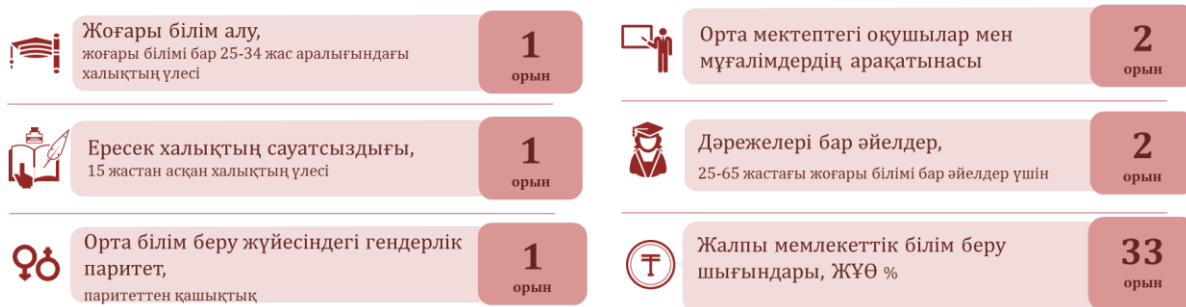 Жоғары білім алу,
жоғары білімі бар 25-34 жас аралығындағы
халықтың үлесі
1
орын
Ересек халықтың сауатсыздығы,
15 жастан асқан халықтың үлесі
1
орын
Орта білім беру жүйесіндегі гендерлік
паритет,
паритеттен қашықтық
1
орын
Орта мектептегі оқушылар мен
мұғалімдердің арақатынасы
2
орын
Дәрежелері бар әйелдер,
25-65 жастағы жоғары білімі бар әйелдер үшін
2
орын
Жалпы мемлекеттік білім беру
шығындары, ЖҰӨ %
33
орын